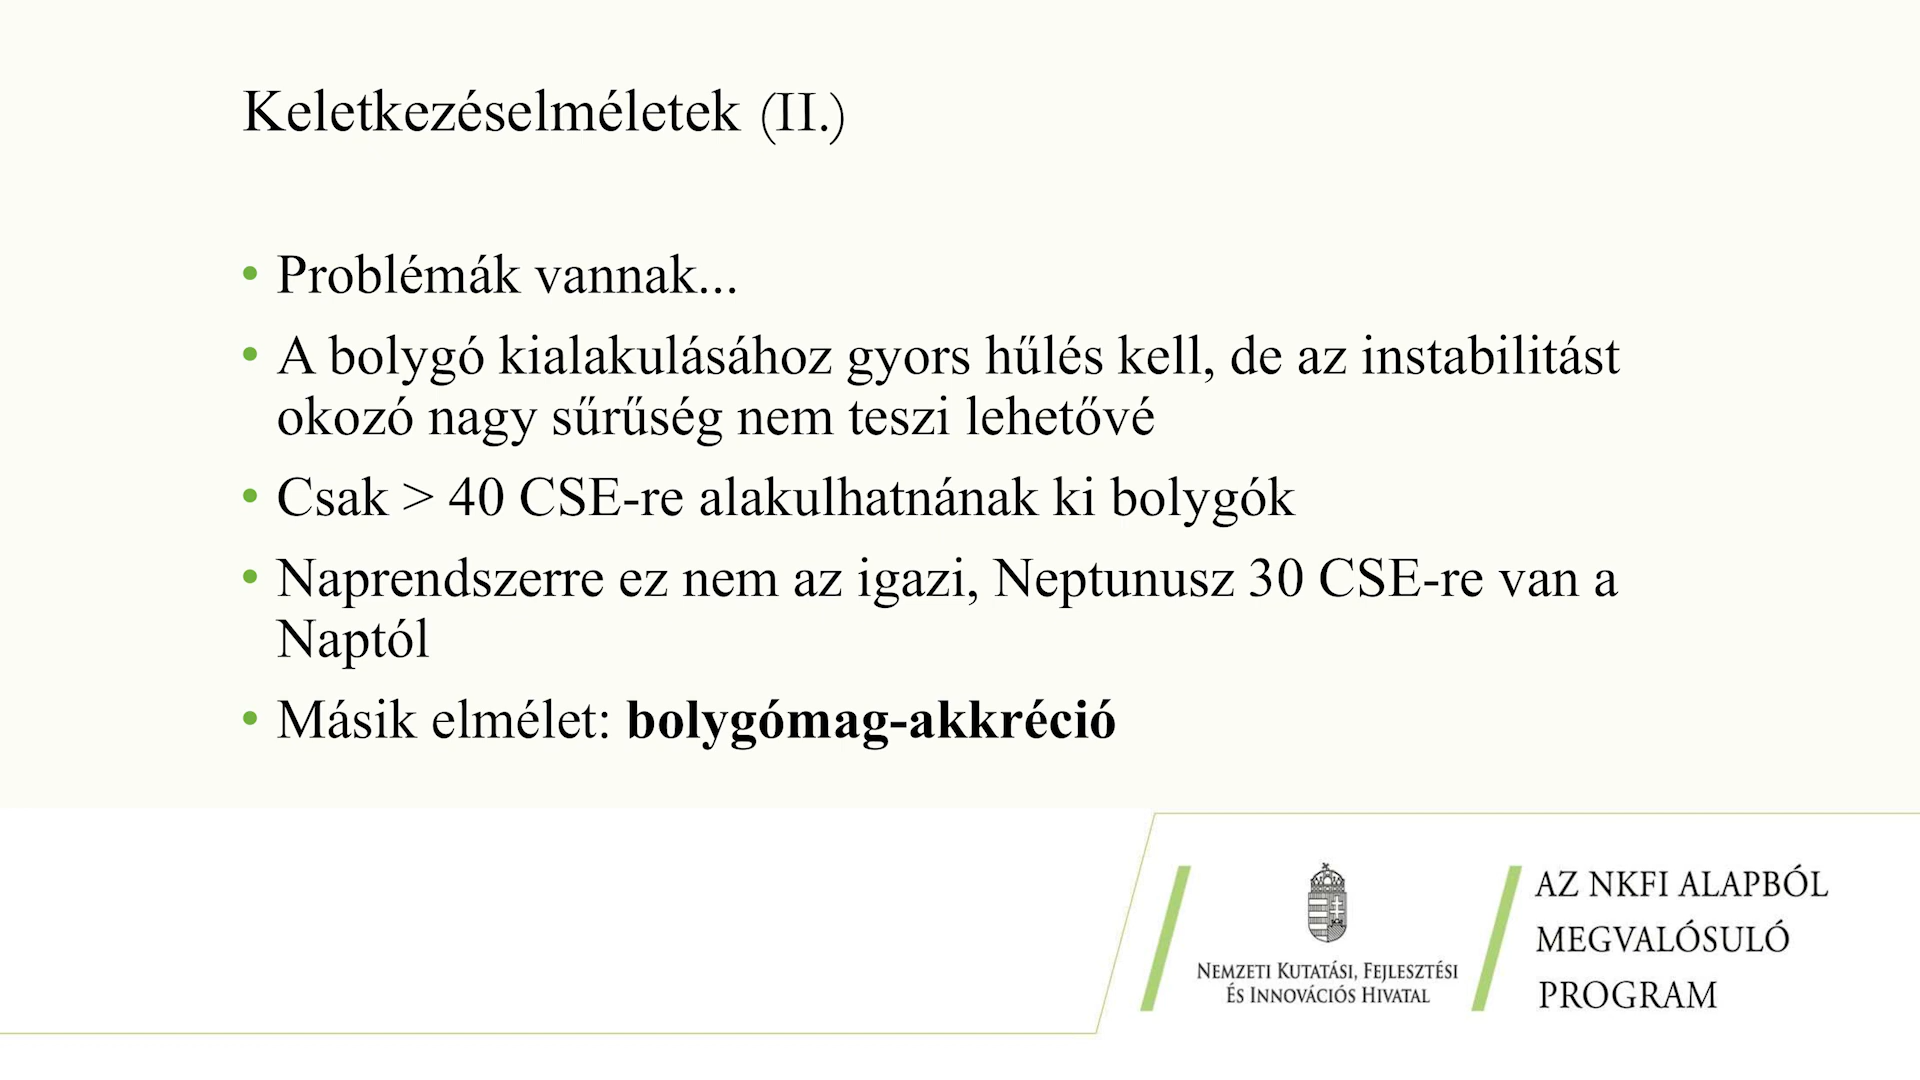 Keletkezéselméletek (II.)
• Problémák vannak...
• A bolygó kialakulásához gyors hűlés kell, de az instabilitást
okozó nagy sűrűség nem teszi lehetővé
• Csak > 40 CSE-re alakulhatnának ki bolygók
• Naprendszerre ez nem az igazi, Neptunusz 30 CSE-re van a
Naptól
• Másik elmélet: bolygómag-akkréció
NEMZETI KUTATÁSI, FEJLESZTÉSI
ÉS INNOVÁCIÓS HIVATAL
AZ NKFI ALAPBÓL
MEGVALÓSULÓ
PROGRAM